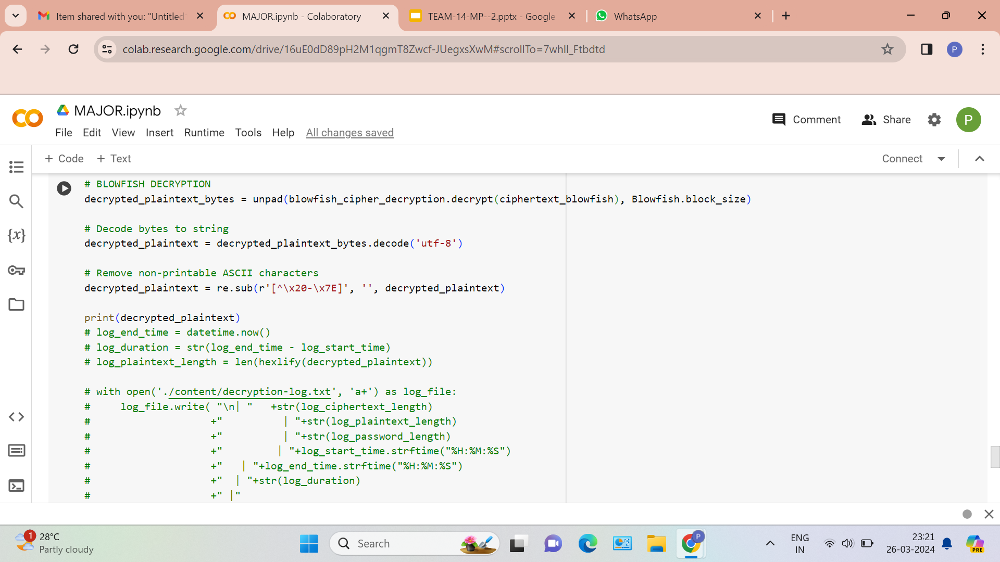 Item shared with you: "Untitled
MAJOR.ipynb - Colaboratory
TEAM-14-MP--2.pptx - Google
WhatsApp
colab.research.google.com/drive/16uE0dD89pH2M1qgmT8Zwcf-JUegxsXwM#scrollTo=7whll_Ftbdtd
P
MAJOR.ipynb
File Edit View Insert Runtime Tools Help All changes saved
Comment
Share
P
+ Code + Text
Connect
{x}
# BLOWFISH DECRYPTION
decrypted_plaintext_bytes = unpad(blowfish_cipher_decryption.decrypt(ciphertext_blowfish), Blowfish.block_size)
# Decode bytes to string
decrypted_plaintext = decrypted_plaintext_bytes.decode('utf-8')
# Remove non-printable ASCII characters
decrypted_plaintext = re.sub(r'[^\x20-\x7E]', '', decrypted_plaintext)
print(decrypted_plaintext)
# log_end_time = datetime.now()
# log_duration = str(log_end_time - log_start_time)
# log_plaintext_length = len(hexlify(decrypted_plaintext))
# with open('./content/decryption-log.txt', 'a+') as log_file:
#     log_file.write( "\n| "   +str(log_ciphertext_length)
#                    +"          | "+str(log_plaintext_length)
#                    +"          | "+str(log_password_length)
#                    +"         | "+log_start_time.strftime("%H:%M:%S")
#                    +"   | "+log_end_time.strftime("%H:%M:%S")
#                    +"  | "+str(log_duration)
#                    +" |"
1
28°C
Partly cloudy
Search
P
ENG
IN
23:21
26-03-2024
PRE